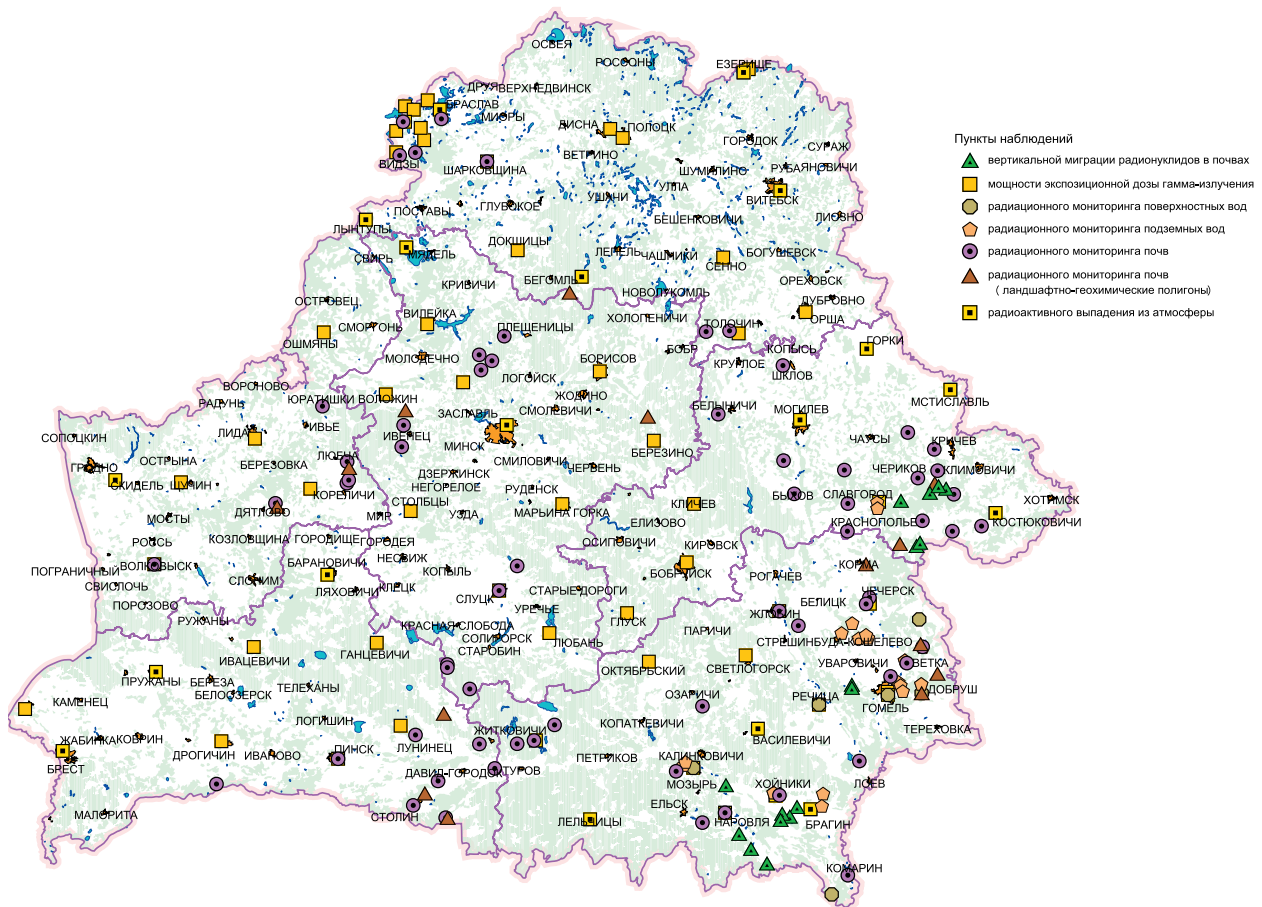 ОСВЕЯ
РОССОНЫ
ЕЗЕРИЩЕ
ДРУЯ
ВЕРХНЕДВИНСК
БРАСЛАВ
МИОРЫ
ДИСНА
ПОЛОЦК
ГОРОДОК
СУРАЖ
ВИДЗЫ
ШАРКОВЩИНА
ВЕТРИНО
ШУМИЛИНО
РУБА
ЯНОВИЧИ
УЛЛА
УШАЧИ
ВИТЕБСК
ПОСТАВЫ
ГЛУБОКОЕ
БЕШЕНКОВИЧИ
ЛИОЗНО
ЛЫНТУПЫ
ДОКШИЦЫ
ЛЕПЕЛЬ
ЧАШНИКИ
БОГУШЕВСК
СВИРЬ
МЯДЕЛЬ
СЕННО
БЕГОМЛЬ
ОРЕХОВСК
КРИВИЧИ
НОВОЛУКОМЛЬ
ДУБРОВНО
ОСТРОВЕЦ
ВИЛЕЙКА
ХОЛОПЕНИЧИ
ТОЛОЧИН
ОРША
СМОРГОНЬ
ПЛЕЩЕНИЦЫ
ОШМЯНЫ
ГОРКИ
МОЛОДЕЧНО
БОРИСОВ
БОБР
КОПЫСЬ
КРУГЛОЕ
ЛОГОЙСК
ШКЛОВ
ВОРОНОВО
ЖОДИНО
РАДУНЬ
ЮРАТИШКИ
ВОЛОЖИН
МСТИСЛАВЛЬ
ЗАСЛАВЛЬ
СМОЛЕВИЧИ
БЕЛЫНИЧИ
МОГИЛЕВ
ИВЬЕ
ЛИДА
СОПОЦКИН
ИВЕНЕЦ
МИНСК
ЧАУСЫ
КРИЧЕВ
БЕРЕЗИНО
ОСТРЫНА
БЕРЕЗОВКА
ЛЮБЧА
СМИЛОВИЧИ
ЧЕРВЕНЬ
ГРОДНО
ЧЕРИКОВ
КЛИМОВИЧИ
ДЗЕРЖИНСК
СКИДЕЛЬ
ЩУЧИН
НЕГОРЕЛОЕ
РУДЕНСК
КОРЕЛИЧИ
СТОЛБЦЫ
БЫХОВ
СЛАВГОРОД
ХОТИМСК
КЛИЧЕВ
МОСТЫ
ДЯТЛОВО
МИР
УЗДА
МАРЬИНА ГОРКА
ЕЛИЗОВО
КРАСНОПОЛЬЕ
КОСТЮКОВИЧИ
РОССЬ
КОЗЛОВЩИНА
ГОРОДИЩЕ
ГОРОДЕЯ
ОСИПОВИЧИ
КИРОВСК
НЕСВИЖ
ПОГРАНИЧНЫЙ
ВОЛКОВЫСК
БАРАНОВИЧИ
КОПЫЛЬ
БОБРУЙСК
РОГАЧЕВ
КОРМА
СВИСЛОЧЬ
СЛОНИМ
ЛЯХОВИЧИ
КЛЕЦК
СЛУЦК
СТАРЫЕ ДОРОГИ
ЧЕЧЕРСК
ПОРОЗОВО
БЕЛИЦК
УРЕЧЬЕ
ЖЛОБИН
РУЖАНЫ
КРАСНАЯ СЛОБОДА
ГЛУСК
ПАРИЧИ
СОЛИГОРСК
ЛЮБАНЬ
СТРЕШИН
БУДА-КОШЕЛЕВО
СТАРОБИН
ИВАЦЕВИЧИ
ГАНЦЕВИЧИ
ОКТЯБРЬСКИЙ
СВЕТЛОГОРСК
УВАРОВИЧИ
ВЕТКА
ПРУЖАНЫ
БЕРЕЗА
ТЕЛЕХАНЫ
БЕЛООЗЕРСК
ОЗАРИЧИ
РЕЧИЦА
ДОБРУШ
КАМЕНЕЦ
ГОМЕЛЬ
ЛОГИШИН
КОПАТКЕВИЧИ
ТЕРЕХОВКА
ЖИТКОВИЧИ
ЖАБИНКА
КОБРИН
ВАСИЛЕВИЧИ
ПИНСК
ЛУНИНЕЦ
ДРОГИЧИН
ИВАНОВО
ПЕТРИКОВ
КАЛИНКОВИЧИ
БРЕСТ
ДАВИД-ГОРОДОК
ТУРОВ
МОЗЫРЬ
ХОЙНИКИ
ЛОЕВ
ЕЛЬСК
МАЛОРИТА
СТОЛИН
ЛЕЛЬЧИЦЫ
НАРОВЛЯ
БРАГИН
КОМАРИН
Пункты наблюдений
вертикальной миграции радионуклидов в почвах
мощности экспозиционной дозы гамма-излучения
радиационного мониторинга поверхностных вод
радиационного мониторинга подземных вод
радиационного мониторинга почв
радиационного мониторинга почв
( ландшафтно-геохимические полигоны)
радиоактивного выпадения из атмосферы